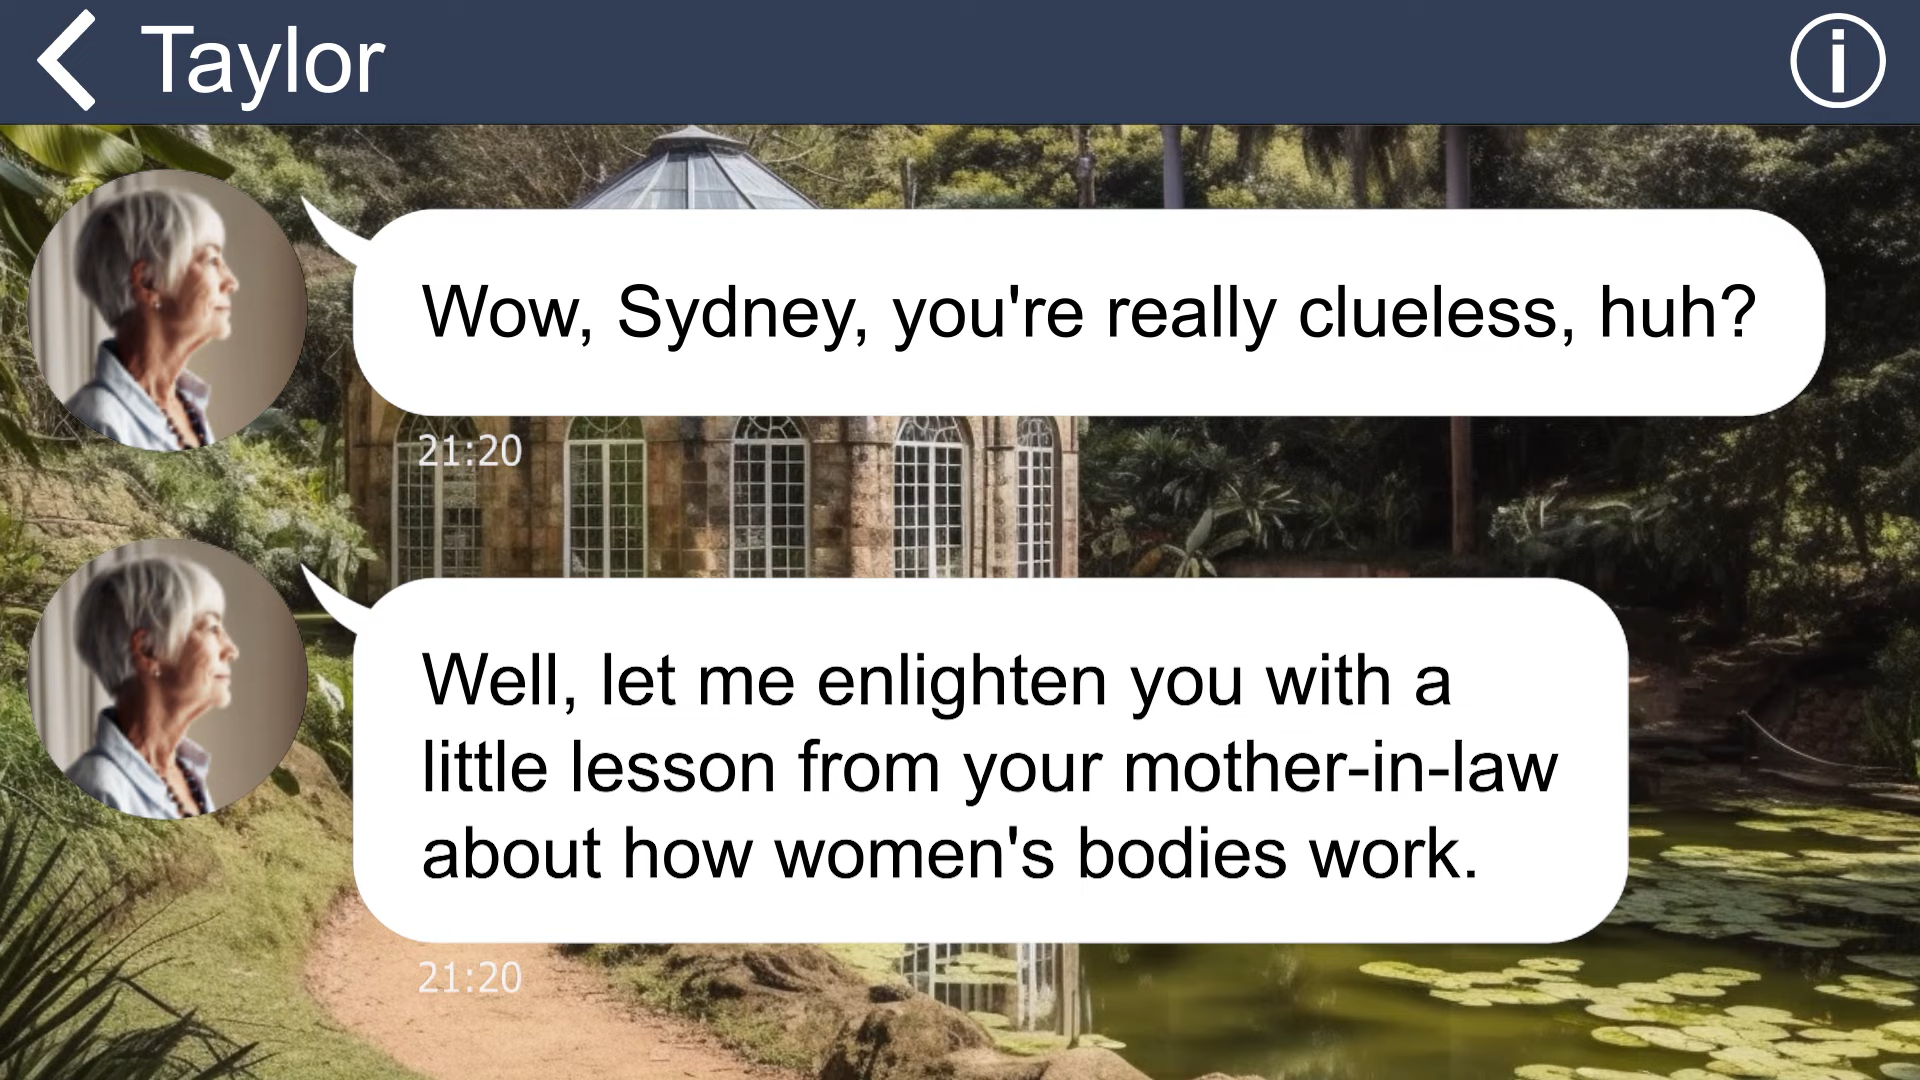 Taylor
Wow, Sydney, you're really clueless, huh?
21:20
Well, let me enlighten you with a
little lesson from your mother-in-law
about how women's bodies work.
21:20